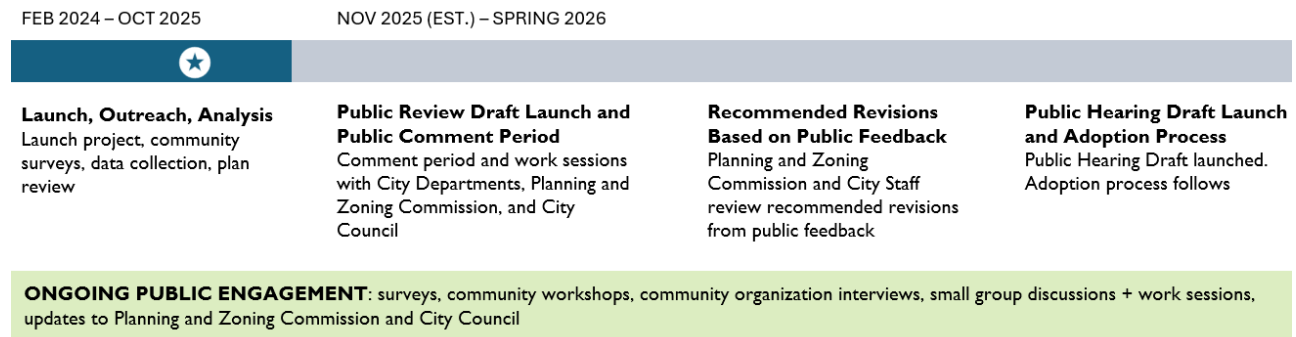 FEB 2024 – OCT 2025
NOV 2025 (EST.) – SPRING 2026
Launch, Outreach, Analysis
Launch project, community
surveys, data collection, plan
review
Public Review Draft Launch and
Public Comment Period
Comment period and work sessions
with City Departments, Planning and
Zoning Commission, and City
Council
Recommended Revisions
Based on Public Feedback
Planning and Zoning
Commission and City Staff
review recommended revisions
from public feedback
Public Hearing Draft Launch
and Adoption Process
Public Hearing Draft launched.
Adoption process follows
ONGOING PUBLIC ENGAGEMENT: surveys, community workshops, community organization interviews, small group discussions + work sessions,
updates to Planning and Zoning Commission and City Council